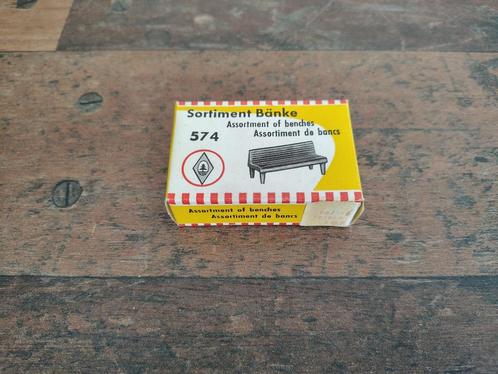 Sortiment Bänke
Assortment of benches
Assortiment de bancs
574
Assortment of benches
Assortiment de bancs